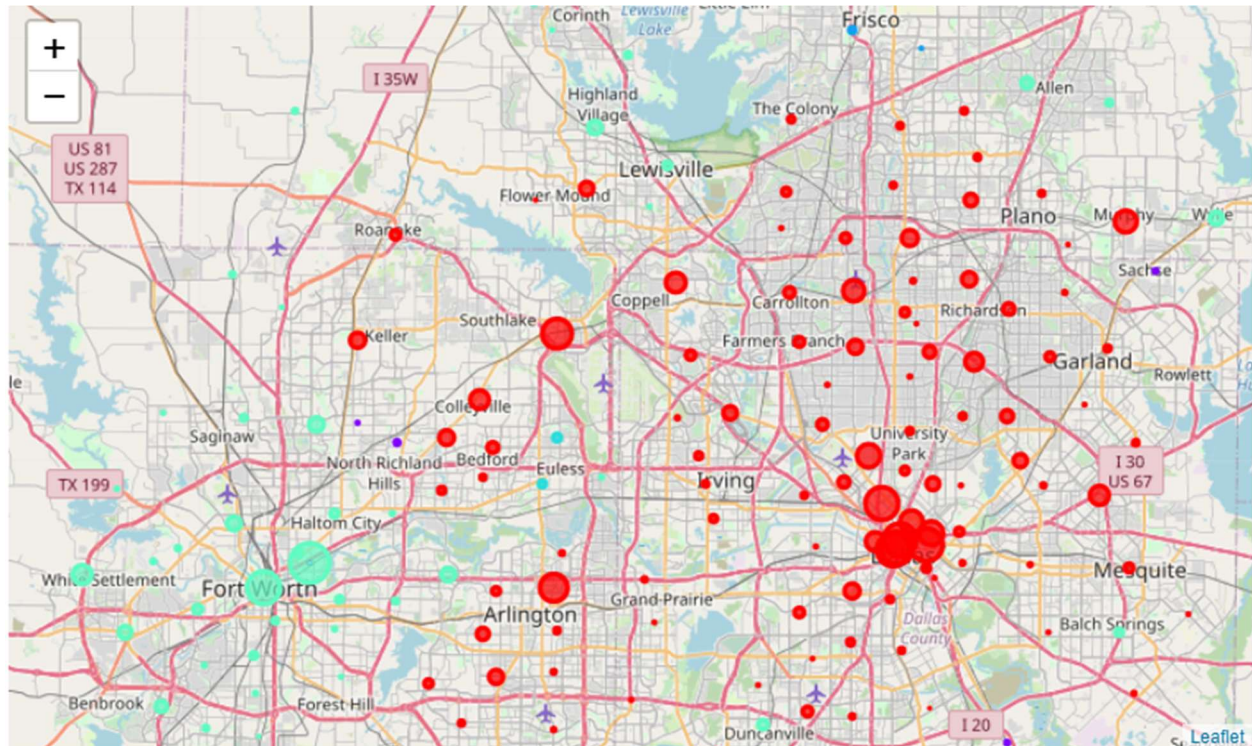 Corinth
Lewisville
Lake
Frisco
+
−
I 35W
Highland
Village
The Colony
Allen
US 81
US 287
TX 114
Lewisville
Flower Mound
Plano
Murphy
Wylie
Roanoke
Sachse
Coppell
Carrollton
Richardson
Southlake
Keller
Farmers Branch
Garland
Rowlett
Colleyville
Saginaw
University
Park
North Richland
Hills
Bedford
Euless
Irving
I 30
US 67
TX 199
Haltom City
White Settlement
Fort Worth
Dallas
Mesquite
Grand Prairie
Arlington
Dallas
County
Balch Springs
Benbrook
Forest Hill
I 20
Duncanville
Leaflet